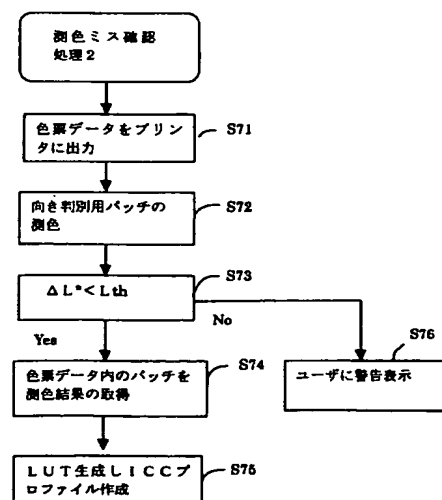 測色ミス確認
処理2
色票データをプリン
タに出力
S71
向き判別用パッチの
測色
S72
ΔL*<Lth
S73
Yes
No
色票データ内のパッチを
測色結果の取得
S74
ユーザに警告表示
S76
LUT生成しICCプ
ロファイル作成
S75